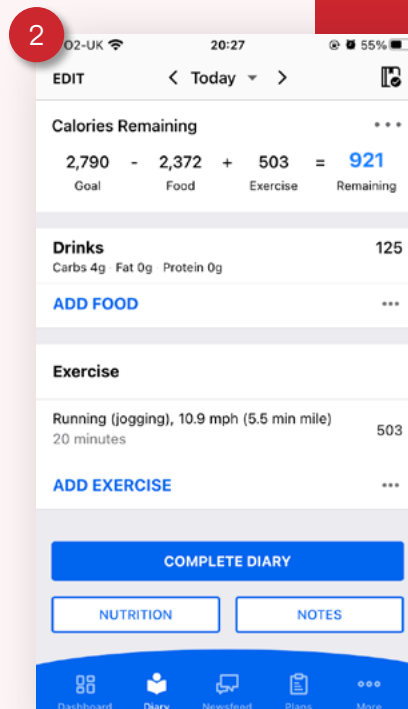 2
O2-UK 20:27 55%
EDIT < Today >
Calories Remaining ...
2,790 - 2,372 + 503 = 921
Goal Food Exercise Remaining
Drinks 125
Carbs 4g · Fat 0g · Protein 0g
ADD FOOD ...
Exercise
Running (jogging), 10.9 mph (5.5 min mile) 503
20 minutes
ADD EXERCISE ...
COMPLETE DIARY
NUTRITION NOTES
Dashboard Diary Newsfeed Plans More